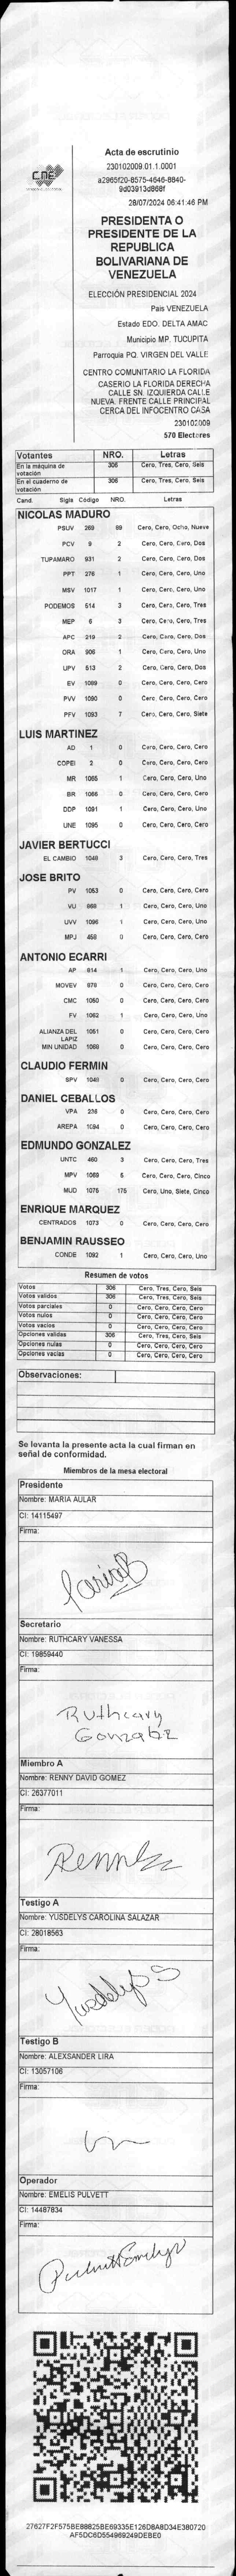 CNE
Acta de escrutinio
230102009.01.1.0001
a2965f20-8575-4646-8840-
9d03913d868f
28/07/2024 06:41:46 PM
PRESIDENTA O
PRESIDENTE DE LA
REPUBLICA
BOLIVARIANA DE
VENEZUELA
ELECCIÓN PRESIDENCIAL 2024
Pais VENEZUELA
Estado EDO. DELTA AMAC
Municipio MP. TUCUPITA
Parroquia PQ. VIRGEN DEL VALLE
CENTRO COMUNITARIO LA FLORIDA
CASERIO LA FLORIDA DERECHA
CALLE SN. IZQUIERDA CALLE
NUEVA. FRENTE CALLE PRINCIPAL
CERCA DEL INFOCENTRO CASA
230102009
570 Electores
Votantes NRO. Letras
En la máquina de votación 306 Cero, Tres, Cero, Seis
En el cuaderno de votación 306 Cero, Tres, Cero, Seis
Cand. Sigla Código NRO. Letras
NICOLAS MADURO
PSUV 269 89 Cero, Cero, Ocho, Nueve
PCV 9 2 Cero, Cero, Cero, Dos
TUPAMARO 931 2 Cero, Cero, Cero, Dos
PPT 276 1 Cero, Cero, Cero, Uno
MSV 1017 1 Cero, Cero, Cero, Uno
PODEMOS 514 3 Cero, Cero, Cero, Tres
MEP 6 3 Cero, Cero, Cero, Tres
APC 219 2 Cero, Cero, Cero, Dos
ORA 906 1 Cero, Cero, Cero, Uno
UPV 513 2 Cero, Cero, Cero, Dos
EV 1089 0 Cero, Cero, Cero, Cero
PVV 1090 0 Cero, Cero, Cero, Cero
PFV 1093 7 Cero, Cero, Cero, Siete
LUIS MARTINEZ
AD 1 0 Cero, Cero, Cero, Cero
COPEI 2 0 Cero, Cero, Cero, Cero
MR 1065 1 Cero, Cero, Cero, Uno
BR 1066 0 Cero, Cero, Cero, Cero
DDP 1091 1 Cero, Cero, Cero, Uno
UNE 1095 0 Cero, Cero, Cero, Cero
JAVIER BERTUCCI
EL CAMBIO 1048 3 Cero, Cero, Cero, Tres
JOSE BRITO
PV 1053 0 Cero, Cero, Cero, Cero
VU 868 1 Cero, Cero, Cero, Uno
UVV 1096 1 Cero, Cero, Cero, Uno
MPJ 458 0 Cero, Cero, Cero, Cero
ANTONIO ECARRI
AP 914 1 Cero, Cero, Cero, Uno
MOVEV 979 0 Cero, Cero, Cero, Cero
CMC 1050 0 Cero, Cero, Cero, Cero
FV 1062 1 Cero, Cero, Cero, Uno
ALIANZA DEL LAPIZ 1051 0 Cero, Cero, Cero, Cero
MIN UNIDAD 1068 0 Cero, Cero, Cero, Cero
CLAUDIO FERMIN
SPV 1048 0 Cero, Cero, Cero, Cero
DANIEL CEBALLOS
VPA 236 0 Cero, Cero, Cero, Cero
AREPA 1094 0 Cero, Cero, Cero, Cero
EDMUNDO GONZALEZ
UNTC 460 3 Cero, Cero, Cero, Tres
MPV 1069 5 Cero, Cero, Cero, Cinco
MUD 1076 175 Cero, Uno, Siete, Cinco
ENRIQUE MARQUEZ
CENTRADOS 1073 0 Cero, Cero, Cero, Cero
BENJAMIN RAUSSEO
CONDE 1092 1 Cero, Cero, Cero, Uno
Resumen de votos
Votos 306 Cero, Tres, Cero, Seis
Votos validos 306 Cero, Tres, Cero, Seis
Votos parciales 0 Cero, Cero, Cero, Cero
Votos nulos 0 Cero, Cero, Cero, Cero
Votos vacios 0 Cero, Cero, Cero, Cero
Opciones validas 306 Cero, Tres, Cero, Seis
Opciones nulas 0 Cero, Cero, Cero, Cero
Opciones vacias 0 Cero, Cero, Cero, Cero
Observaciones:
Se levanta la presente acta la cual firman en
señal de conformidad.
Miembros de la mesa electoral
Presidente
Nombre: MARIA AULAR
CI: 14115497
Firma:
Secretario
Nombre: RUTHCARY VANESSA
CI: 19859440
Firma:
Ruthcary
Gonzalez
Miembro A
Nombre: RENNY DAVID GOMEZ
CI: 26377011
Firma:
Testigo A
Nombre: YUSDELYS CAROLINA SALAZAR
CI: 28018563
Firma:
Yusdelys
Testigo B
Nombre: ALEXSANDER LIRA
CI: 13057106
Firma:
Operador
Nombre: EMELIS PULVETT
CI: 14487834
Firma:
27627F2F575BE88825BE69335E126D8A8D34E380720
AF5DC6D554969249DEBE0